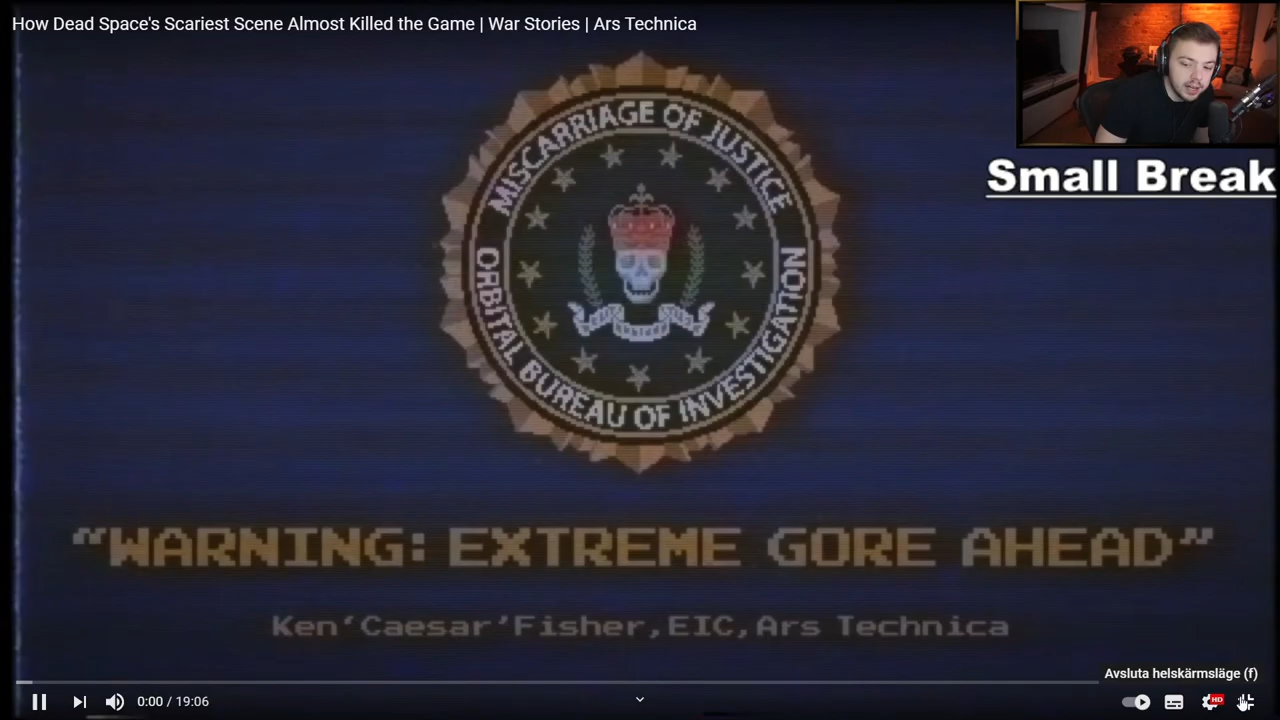 How Dead Space's Scariest Scene Almost Killed the Game | War Stories | Ars Technica
Small Break
MISCARRIAGE OF JUSTICE
ORBITAL BUREAU OF INVESTIGATION
"WARNING: EXTREME GORE AHEAD"
Ken'Caesar'Fisher,EIC,Ars Technica
Avsluta helskärmsläge (f)
0:00 / 19:06
HD